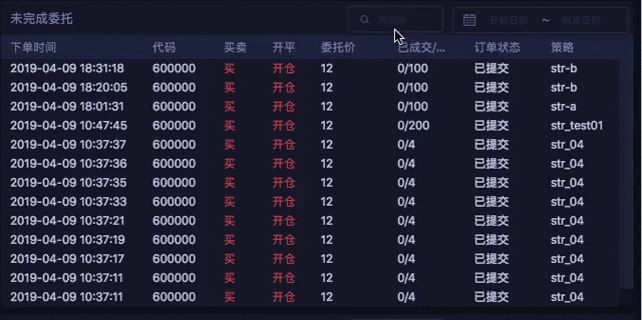 未完成委托
开始日期 ~ 结束日期
下单时间 代码 买卖 开平 委托价 已成交/... 订单状态 策略
2019-04-09 18:31:18 600000 买 开仓 12 0/100 已提交 str-b
2019-04-09 18:20:05 600000 买 开仓 12 0/100 已提交 str-b
2019-04-09 18:01:31 600000 买 开仓 12 0/100 已提交 str-a
2019-04-09 10:47:45 600000 买 开仓 12 0/200 已提交 str_test01
2019-04-09 10:37:37 600000 买 开仓 12 0/4 已提交 str_04
2019-04-09 10:37:36 600000 买 开仓 12 0/4 已提交 str_04
2019-04-09 10:37:35 600000 买 开仓 12 0/4 已提交 str_04
2019-04-09 10:37:33 600000 买 开仓 12 0/4 已提交 str_04
2019-04-09 10:37:21 600000 买 开仓 12 0/4 已提交 str_04
2019-04-09 10:37:19 600000 买 开仓 12 0/4 已提交 str_04
2019-04-09 10:37:17 600000 买 开仓 12 0/4 已提交 str_04
2019-04-09 10:37:11 600000 买 开仓 12 0/4 已提交 str_04
2019-04-09 10:37:11 600000 买 开仓 12 0/4 已提交 str_04